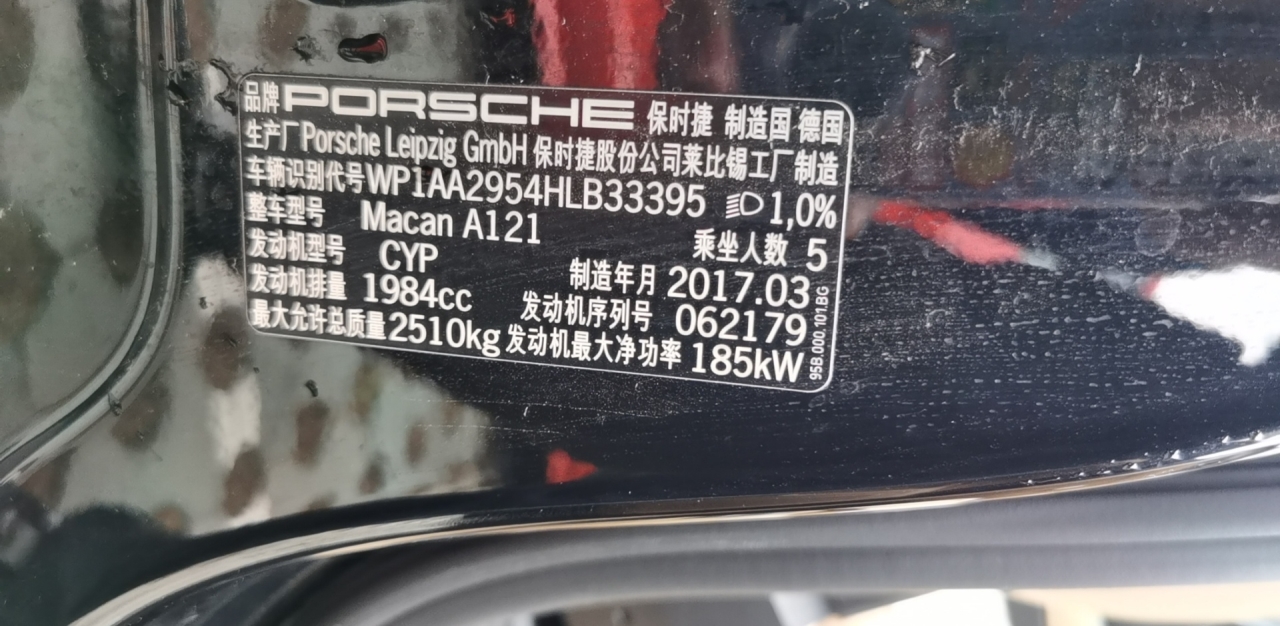 品牌 PORSCHE 保时捷 制造国 德国
生产厂 Porsche Leipzig GmbH 保时捷股份公司莱比锡工厂制造
车辆识别代号 WP1AA2954HLB33395 1,0%
整车型号 Macan A121 乘坐人数 5
发动机型号 CYP 制造年月 2017.03
发动机排量 1984cc 发动机序列号 062179
最大允许总质量 2510kg 发动机最大净功率 185kW
95B.000.101.BG